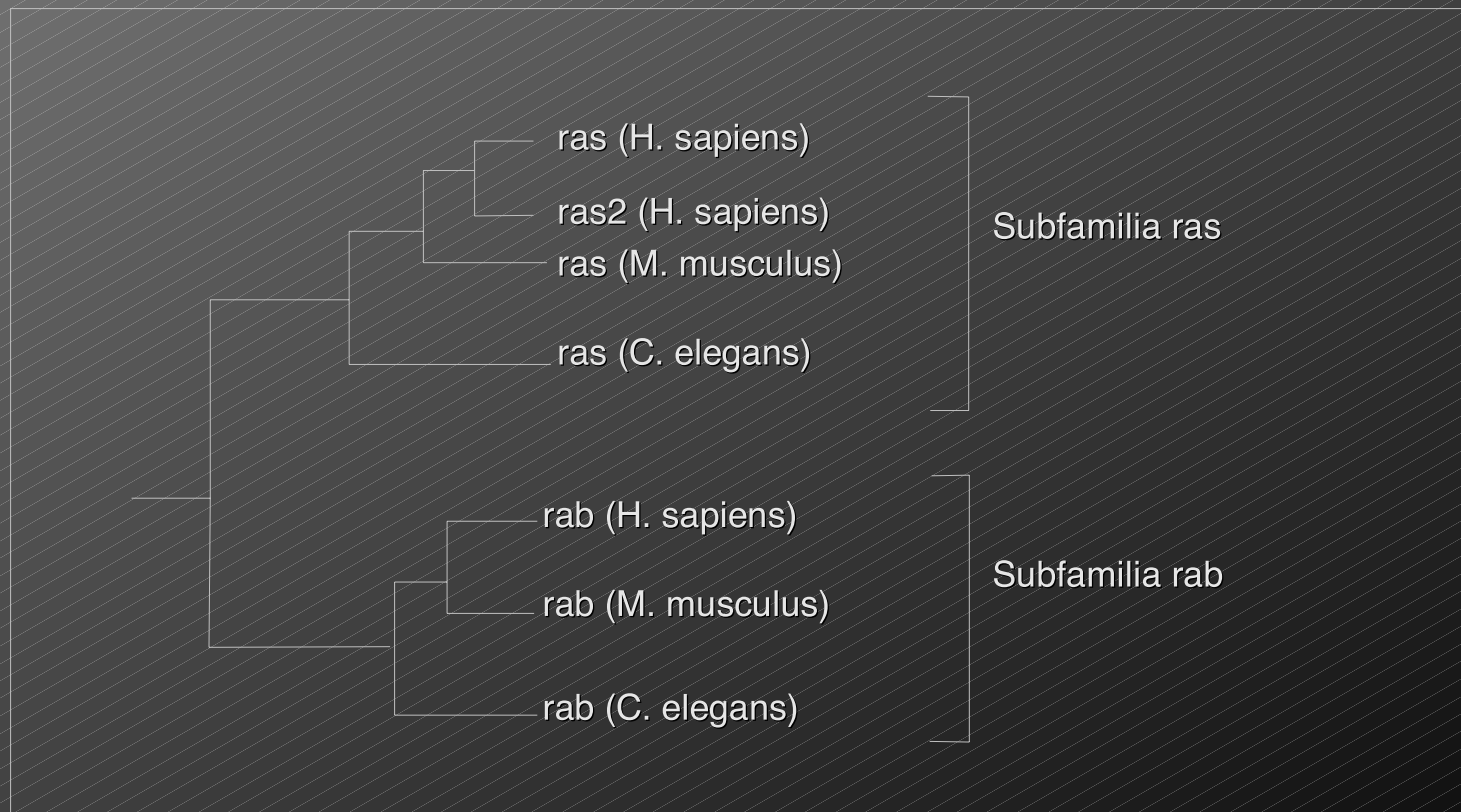 ras (H. sapiens)
ras2 (H. sapiens)
ras (M. musculus)
ras (C. elegans)
Subfamilia ras
rab (H. sapiens)
rab (M. musculus)
rab (C. elegans)
Subfamilia rab